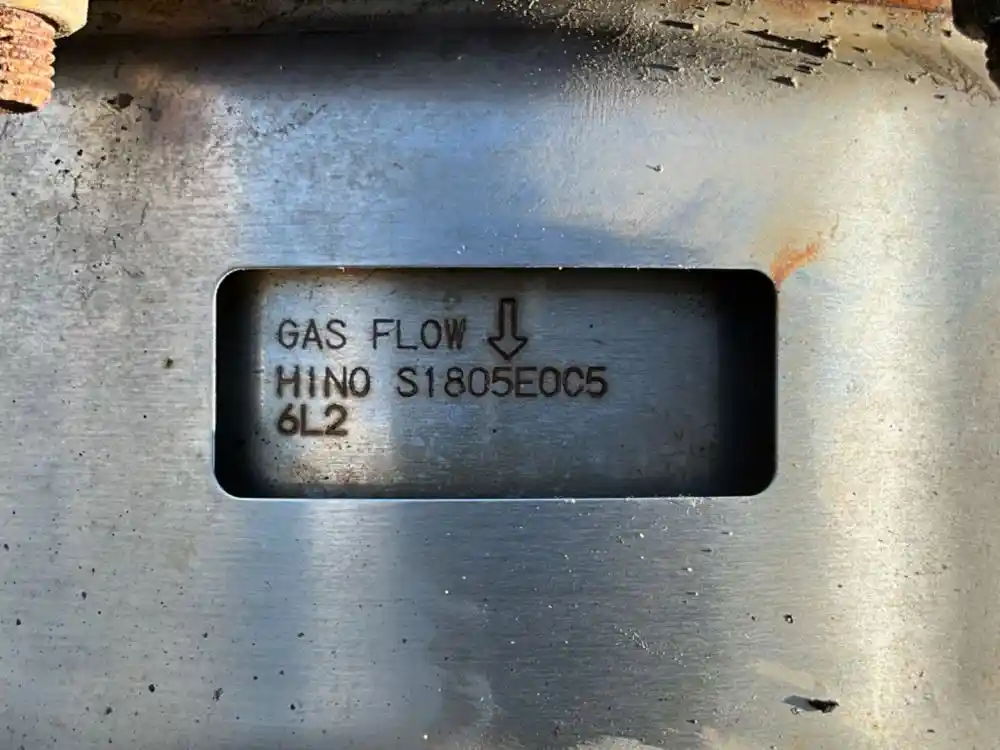 GAS FLOW ⇩
HINO S1805E0C5
6L2